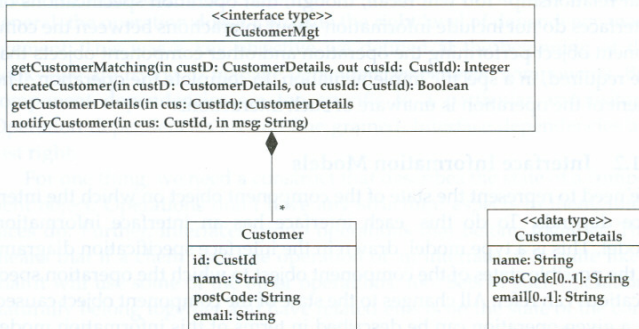 <<interface type>>
ICustomerMgt
getCustomerMatching(in custD: CustomerDetails, out cusId: CustId): Integer
createCustomer(in custD: CustomerDetails, out cusId: CustId): Boolean
getCustomerDetails(in cus: CustId): CustomerDetails
notifyCustomer(in cus: CustId, in msg: String)
*
Customer
id: CustId
name: String
postCode: String
email: String
<<data type>>
CustomerDetails
name: String
postCode[0..1]: String
email[0..1]: String